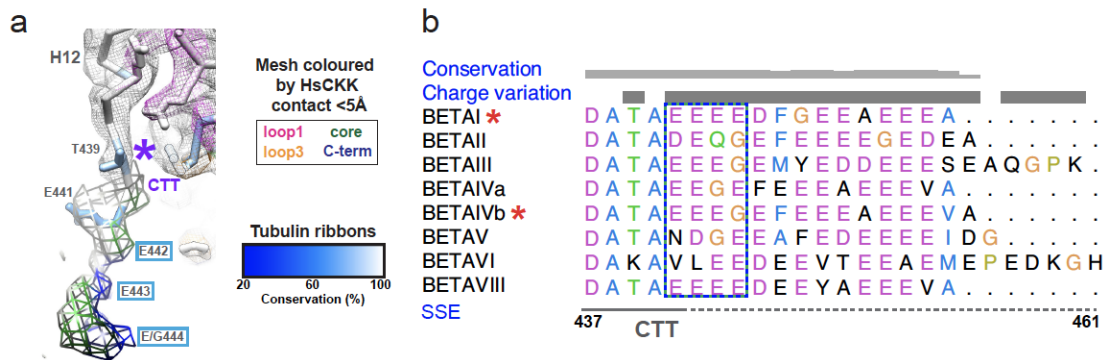 a
H12
T439
*
CTT
E441
E442
E443
E/G444
Mesh coloured
by HsCKK
contact <5Å
loop1 core
loop3 C-term
Tubulin ribbons
20 60 100
Conservation (%)
b
Conservation
Charge variation
BETAI * D A T A E E E E D F G E E A E E E A . . . . . . .
BETAII D A T A D E Q G E F E E E E G E D E A . . . . . .
BETAIII D A T A E E E G E M Y E D D E E E S E A Q G P K .
BETAIVa D A T A E E G E F E E E A E E E V A . . . . . . .
BETAIVb * D A T A E E E G E F E E E A E E E V A . . . . . .
BETAV D A T A N D G E E A F E D E E E E I D G . . . . .
BETAVI D A K A V L E E D E E V T E E A E M E P E D K G H
BETAVIII D A T A E E E E D E E Y A E E E V A . . . . . . .
SSE
437 CTT 461